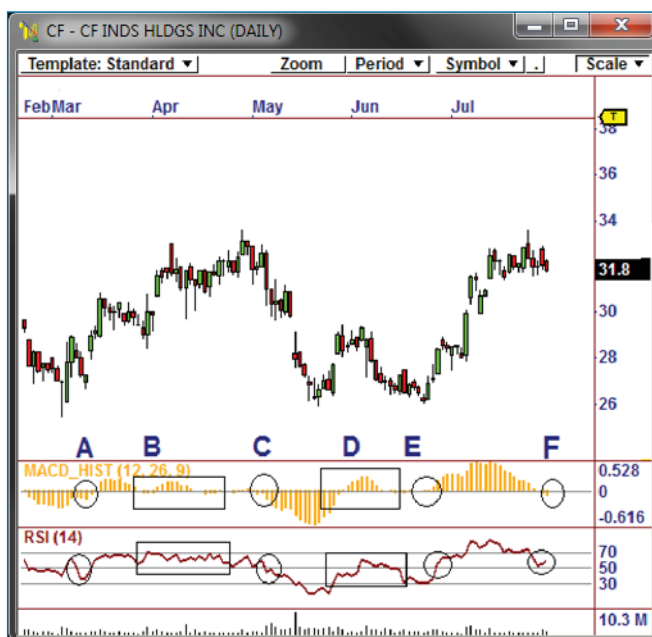 CF - CF INDS HLDGS INC (DAILY)
Template: Standard ▼ Zoom Period ▼ Symbol ▼ . Scale ▼
Feb Mar Apr May Jun Jul
T
38
36
34
31.8
30
28
26
A B C D E F
MACD_HIST (12, 26, 9)
0.528
0
-0.616
RSI (14)
70
50
30
10.3 M